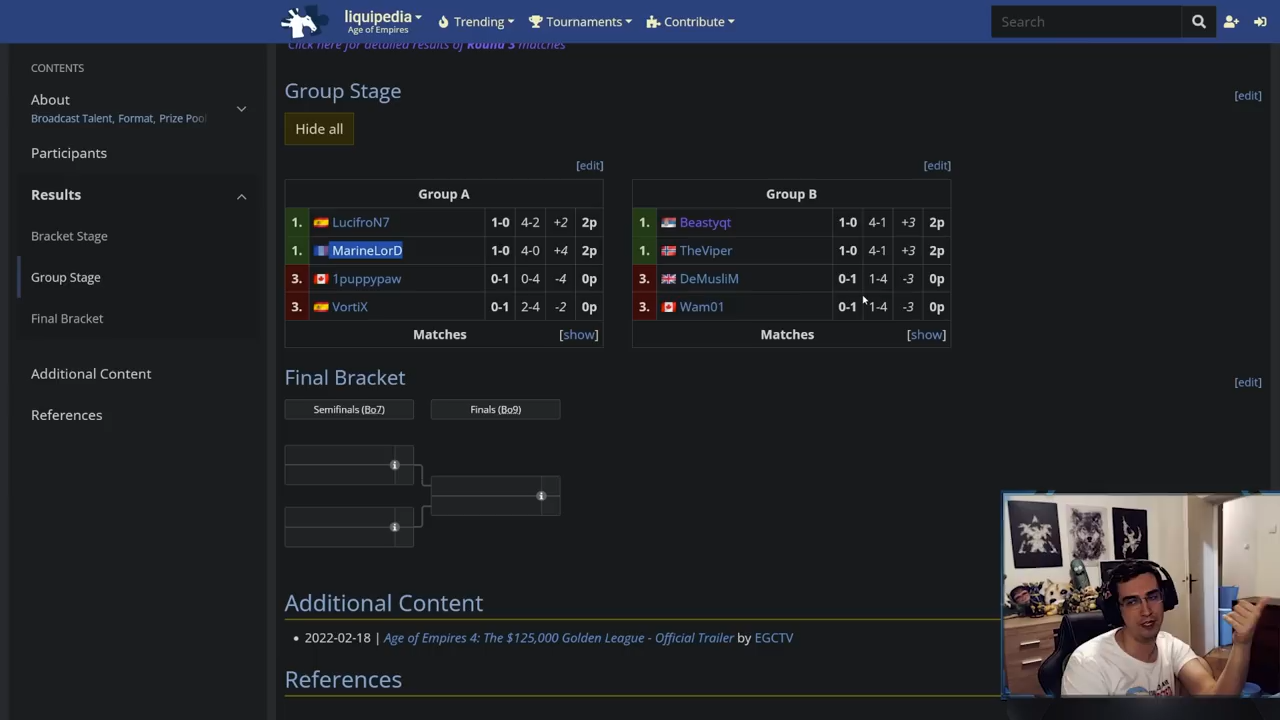 liquipedia
Age of Empires
Trending
Tournaments
Contribute
Search
CONTENTS
About
Broadcast Talent, Format, Prize Pool
Participants
Results
Bracket Stage
Group Stage
Final Bracket
Additional Content
References
Click here for detailed results of Round 3 matches
Group Stage
[edit]
Hide all
[edit]
Group A
1. LucifroN7 1-0 4-2 +2 2p
1. MarineLorD 1-0 4-0 +4 2p
3. 1puppypaw 0-1 0-4 -4 0p
3. VortiX 0-1 2-4 -2 0p
Matches [show]
[edit]
Group B
1. Beastyqt 1-0 4-1 +3 2p
1. TheViper 1-0 4-1 +3 2p
3. DeMusliM 0-1 1-4 -3 0p
3. Wam01 0-1 1-4 -3 0p
Matches [show]
Final Bracket
[edit]
Semifinals (Bo7)
Finals (Bo9)
Additional Content
• 2022-02-18 | Age of Empires 4: The $125,000 Golden League - Official Trailer by EGCTV
References